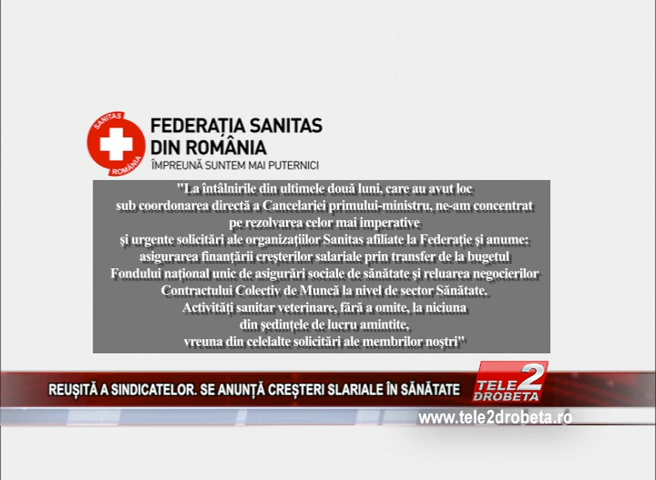 SANITAS
ROMÂNIA
FEDERAȚIA SANITAS
DIN ROMÂNIA
ÎMPREUNĂ SUNTEM MAI PUTERNICI
"La întâlnirile din ultimele două luni, care au avut loc
sub coordonarea directă a Cancelariei primului-ministru, ne-am concentrat
pe rezolvarea celor mai imperative
și urgente solicitări ale organizațiilor Sanitas afiliate la Federație și anume:
asigurarea finanțării creșterilor salariale prin transfer de la bugetul
Fondului național unic de asigurări sociale de sănătate și reluarea negocierilor
Contractului Colectiv de Muncă la nivel de sector Sănătate.
Activități sanitar veterinare, fără a omite, la niciuna
din ședințele de lucru amintite,
vreuna din celelalte solicitări ale membrilor noștri"
REUȘITĂ A SINDICATELOR. SE ANUNȚĂ CREȘTERI SLARIALE ÎN SĂNĂTATE
TELE 2
DROBETA
www.tele2drobeta.ro